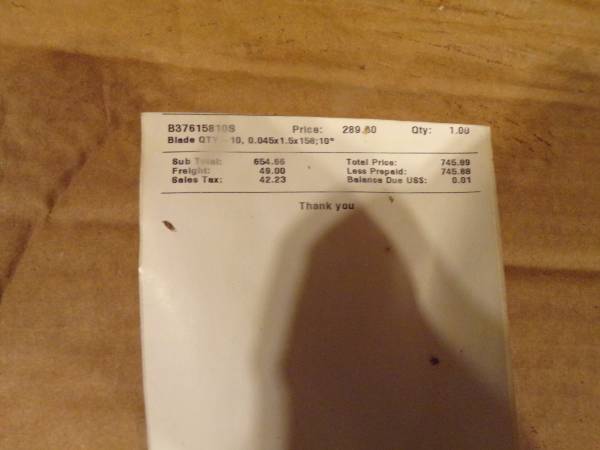 B37615810S Price: 289.60 Qty: 1.00
Blade QTY 10, 0.045x1.5x158;10°
Sub Total: 654.66 Total Price: 745.89
Freight: 49.00 Less Prepaid: 745.88
Sales Tax: 42.23 Balance Due US$: 0.01
Thank you